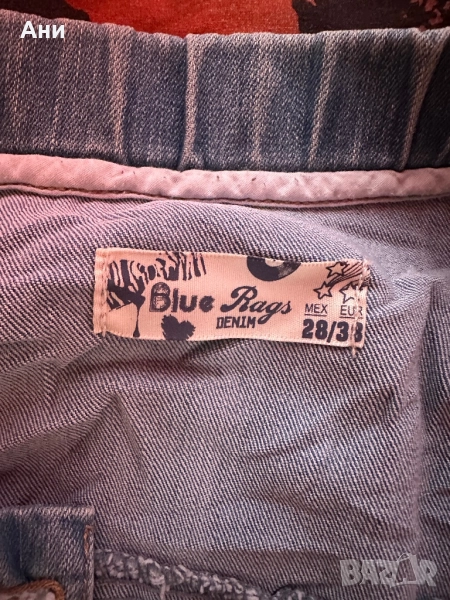 Ани
Blue Rags
DENIM
MEX EUR
28/38
BAZAR